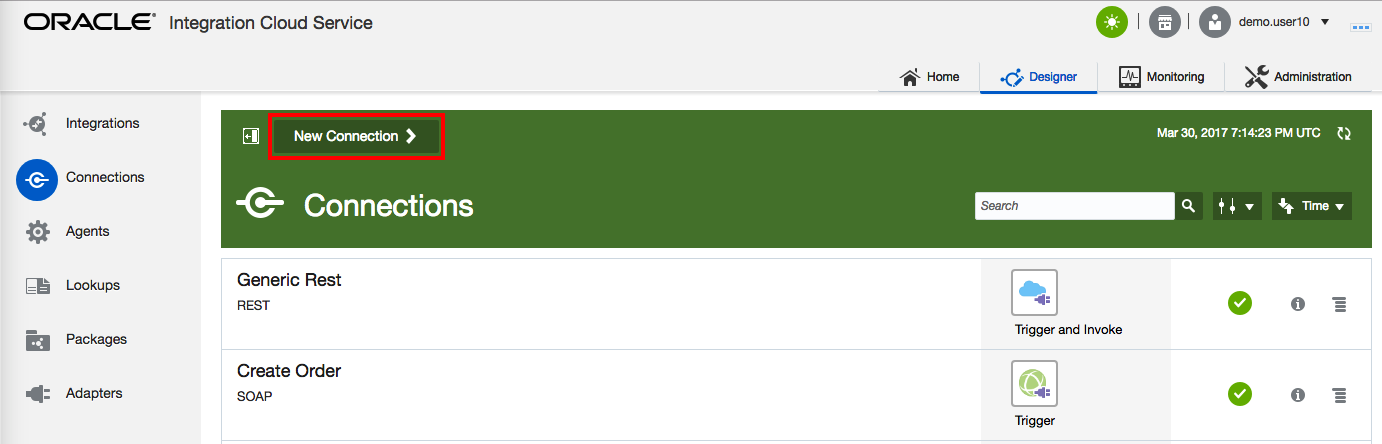 ORACLE® Integration Cloud Service
demo.user10
Home Designer Monitoring Administration
Integrations
Connections
Agents
Lookups
Packages
Adapters
New Connection
Mar 30, 2017 7:14:23 PM UTC
Connections
Search
Time
Generic Rest
REST
Trigger and Invoke
Create Order
SOAP
Trigger